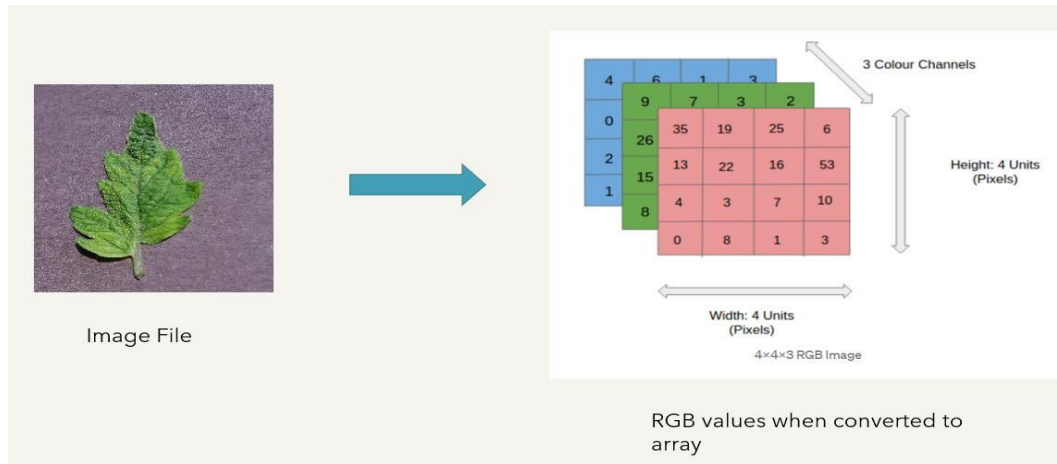 4 6 1 3
0
2
1
9 7 3 2
26
15
8
35 19 25 6
13 22 16 53
4 3 7 10
0 8 1 3
3 Colour Channels
Height: 4 Units
(Pixels)
Width: 4 Units
(Pixels)
4×4×3 RGB Image
Image File
RGB values when converted to
array